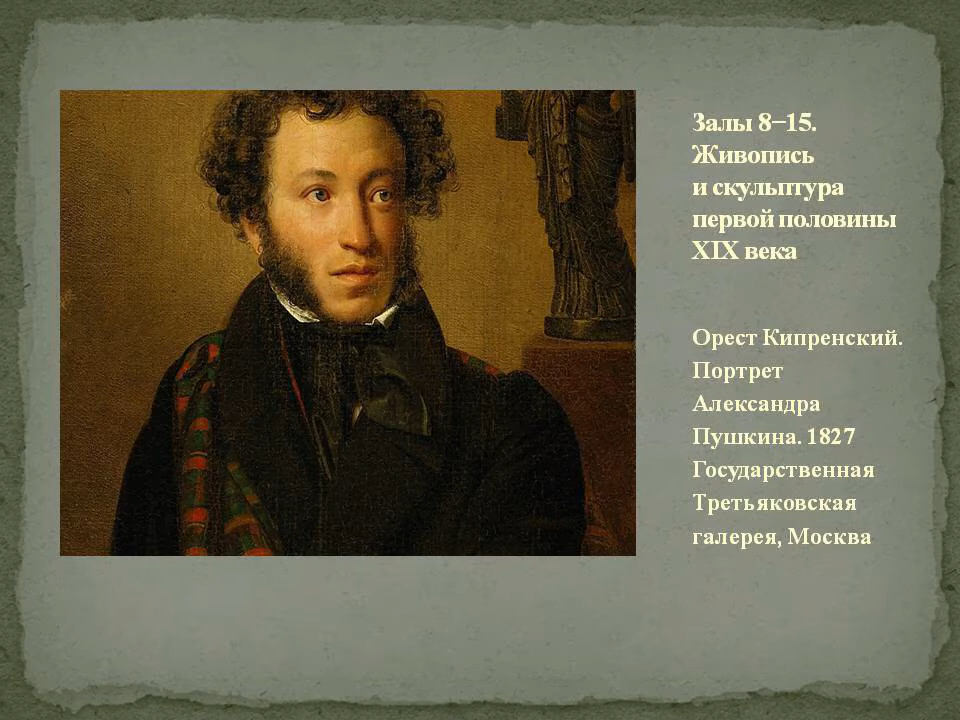 Залы 8−15.
Живопись
и скульптура
первой половины
XIX века
Орест Кипренский.
Портрет
Александра
Пушкина. 1827
Государственная
Третьяковская
галерея, Москва